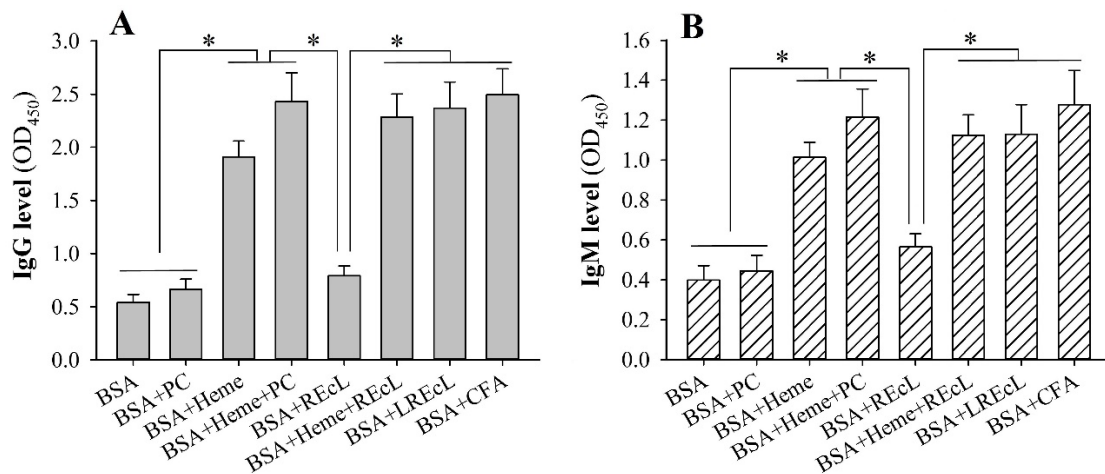 A
IgG level (OD450)
3.0
2.5
2.0
1.5
1.0
0.5
0.0
*
*
*
BSA
BSA+PC
BSA+Heme
BSA+Heme+PC
BSA+REcL
BSA+Heme+REcL
BSA+LREcL
BSA+CFA
B
IgM level (OD450)
1.6
1.4
1.2
1.0
0.8
0.6
0.4
0.2
0.0
*
*
*
BSA
BSA+PC
BSA+Heme
BSA+Heme+PC
BSA+REcL
BSA+Heme+REcL
BSA+LREcL
BSA+CFA